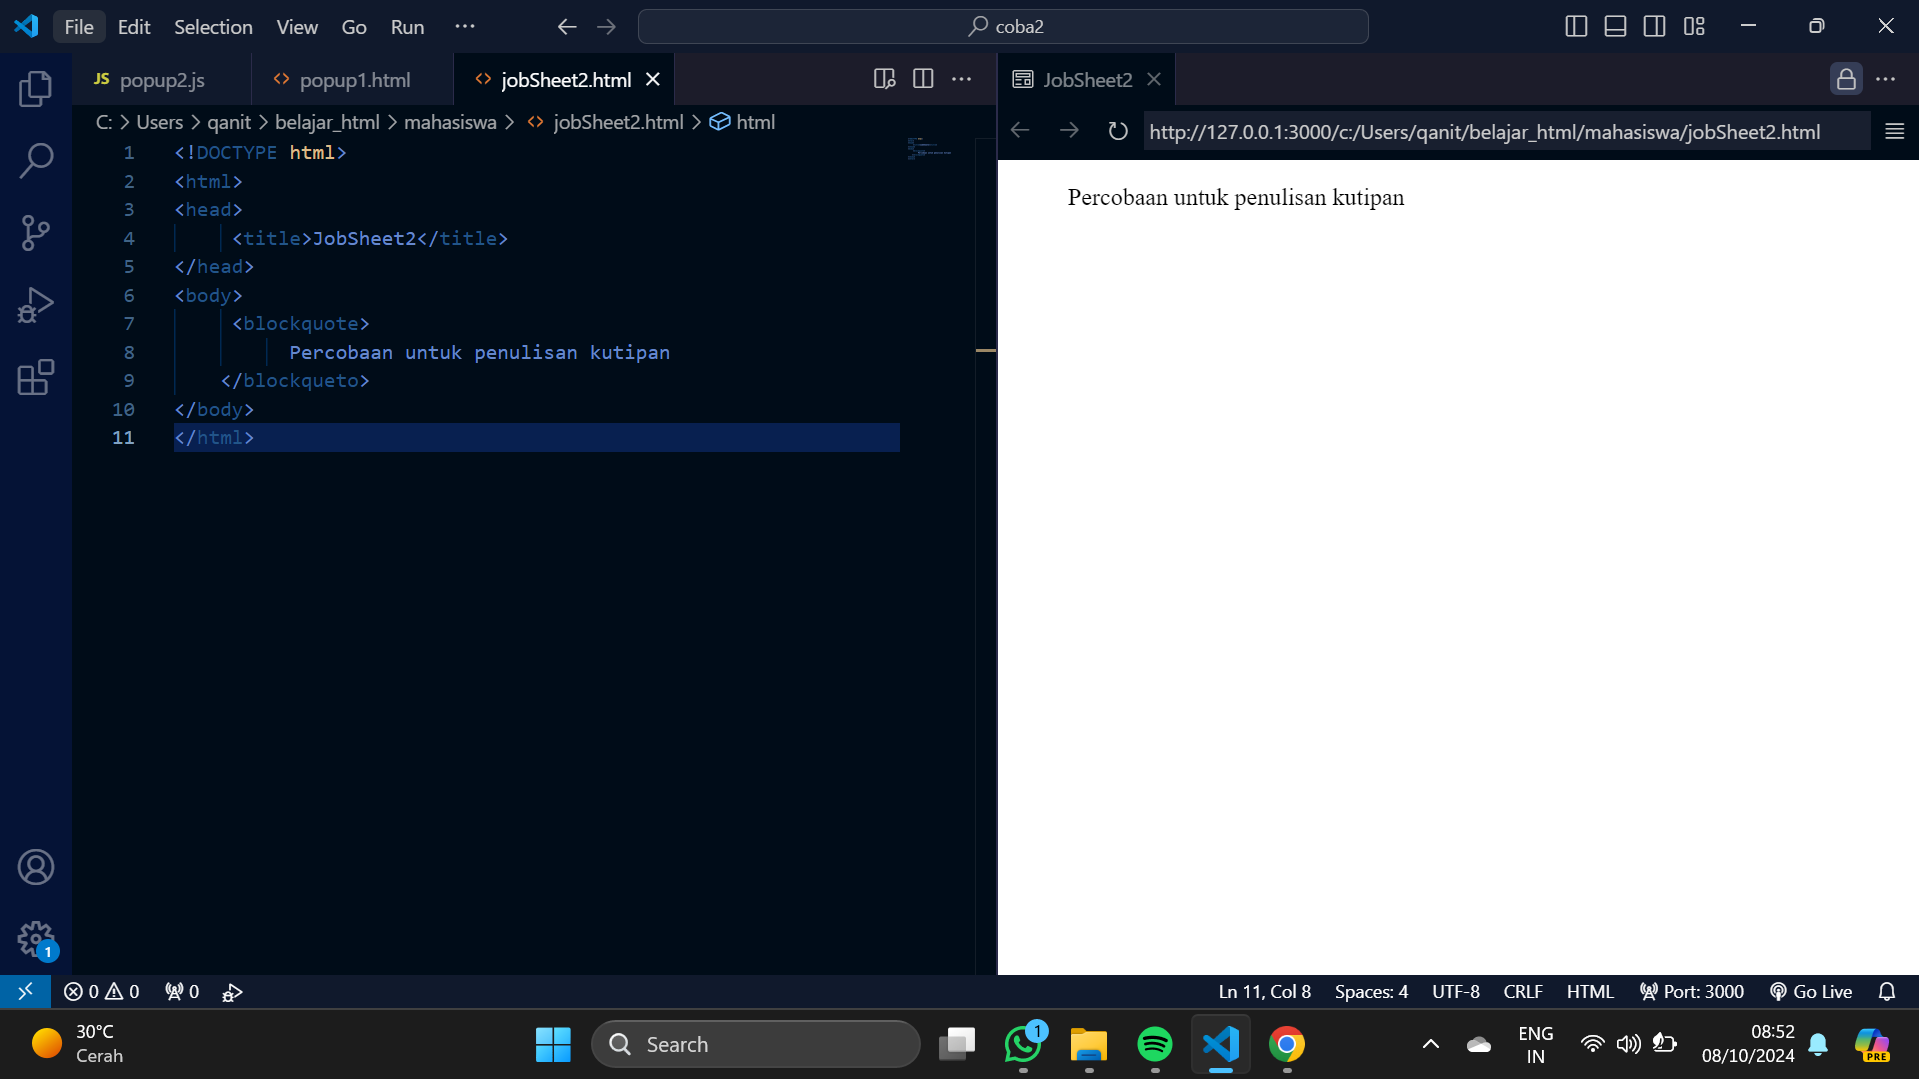 File Edit Selection View Go Run ··· coba2
JS popup2.js <> popup1.html <> jobSheet2.html
JobSheet2
C: > Users > qanit > belajar_html > mahasiswa > <> jobSheet2.html > html
http://127.0.0.1:3000/c:/Users/qanit/belajar_html/mahasiswa/jobSheet2.html
1 <!DOCTYPE html>
2 <html>
3 <head>
4 <title>JobSheet2</title>
5 </head>
6 <body>
7 <blockquote>
8 Percobaan untuk penulisan kutipan
9 </blockqueto>
10 </body>
11 </html>
Percobaan untuk penulisan kutipan
1
0 0 0 Ln 11, Col 8 Spaces: 4 UTF-8 CRLF HTML Port: 3000 Go Live
30°C
Cerah
Search
1
ENG
IN
08:52
08/10/2024
PRE